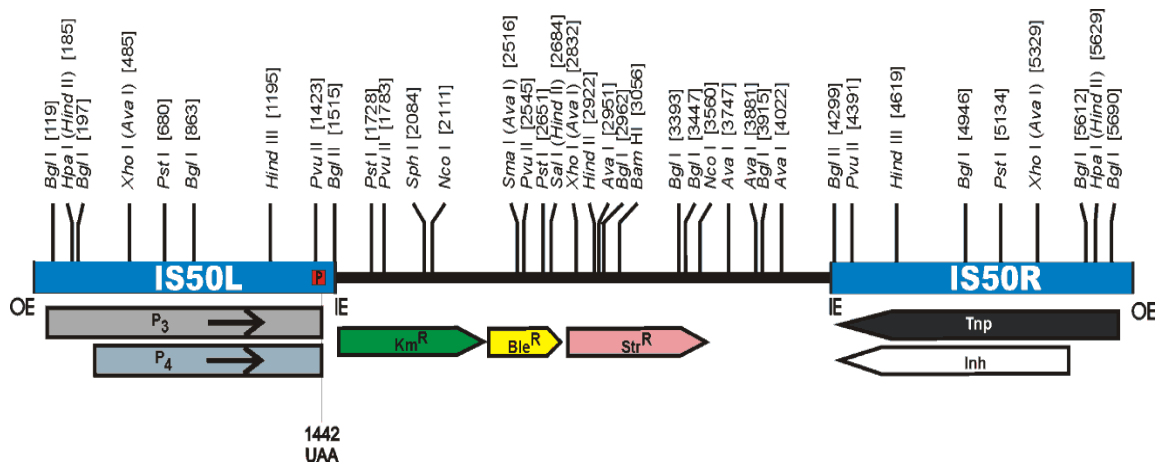 Bgl I [119]
Hpa I (Hind II) [185]
Bgl I [197]
Xho I (Ava I) [485]
Pst I [680]
Bgl I [863]
Hind III [1195]
Pvu II [1423]
Bgl II [1515]
Pst I [1728]
Pvu II [1783]
Sph I [2084]
Nco I [2111]
Sma I (Ava I) [2516]
Pvu II [2545]
Pst I [2651]
Sal I (Hind II) [2684]
Xho I (Ava I) [2832]
Hind II [2922]
Ava I [2951]
Bgl I [2962]
Bam HI [3056]
Bgl I [3393]
Bgl I [3447]
Nco I [3560]
Ava I [3747]
Ava I [3881]
Bgl I [3915]
Ava I [4022]
Bgl II [4299]
Pvu II [4391]
Hind III [4619]
Bgl I [4946]
Pst I [5134]
Xho I (Ava I) [5329]
Bgl I [5612]
Hpa I (Hind II) [5629]
Bgl I [5690]
IS50L P IS50R
OE IE IE OE
P3 Tnp
KmR BleR StrR
P4 Inh
1442
UAA